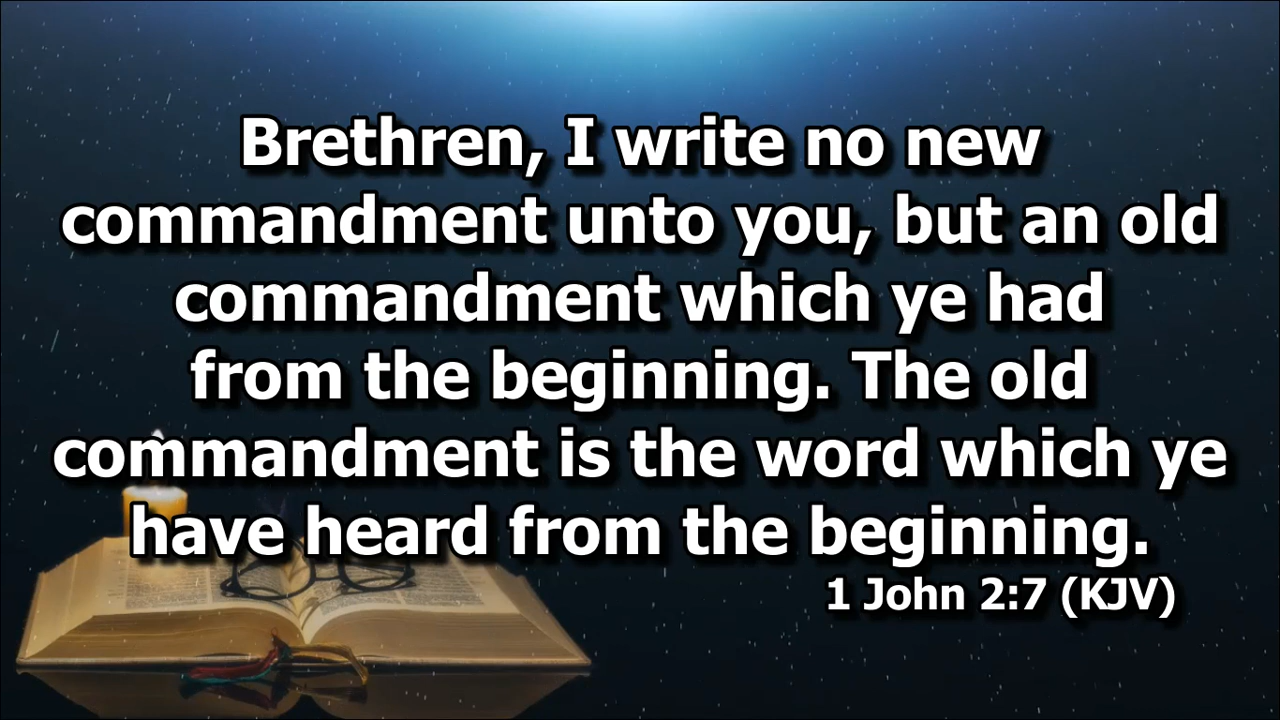 Brethren, I write no new
commandment unto you, but an old
commandment which ye had
from the beginning. The old
commandment is the word which ye
have heard from the beginning.
1 John 2:7 (KJV)